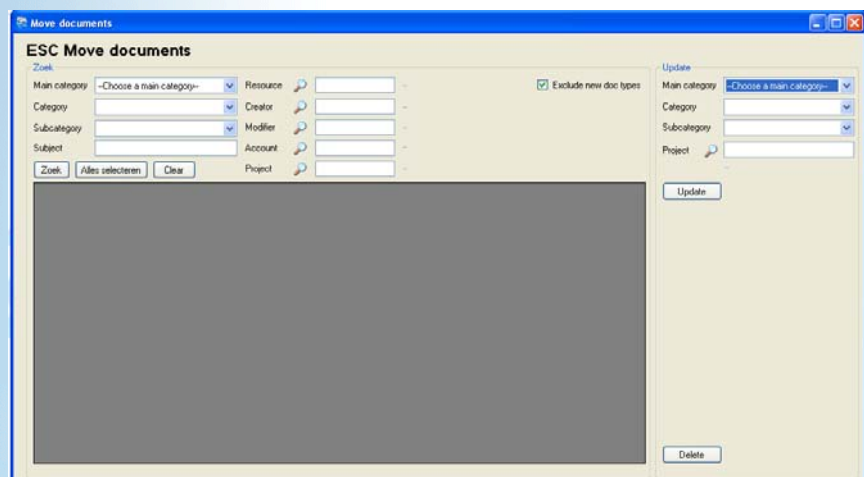 Move documents
ESC Move documents
Zoek
Main category --Choose a main category-- Resource - Exclude new doc types
Category Creator -
Subcategory Modifier -
Subject Account -
Zoek Alles selecteren Clear Project -
Update
Main category --Choose a main category--
Category
Subcategory
Project
-
Update
Delete